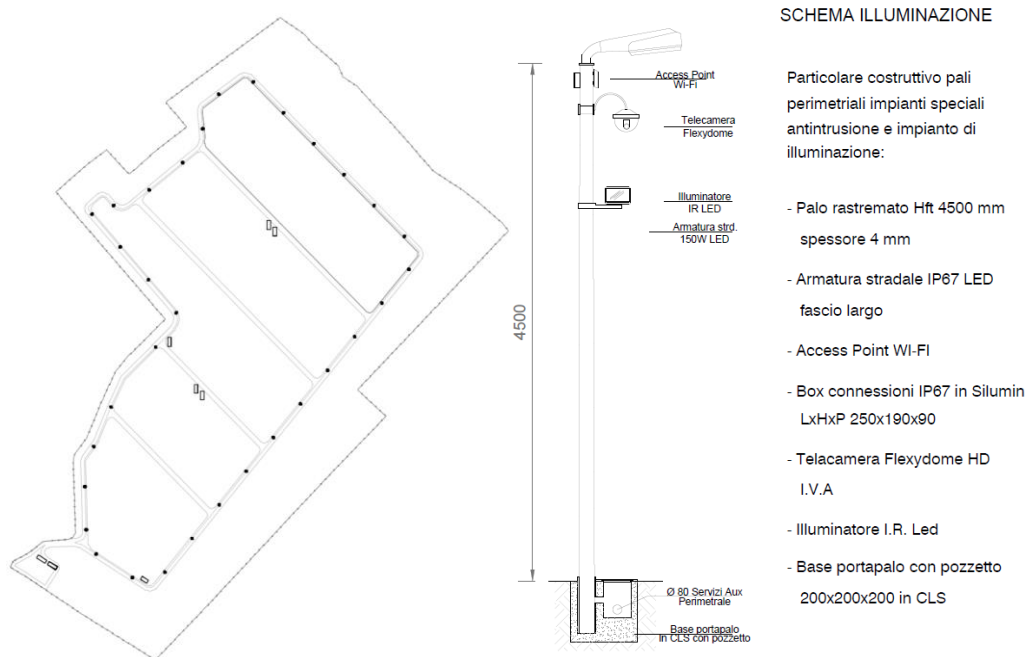 SCHEMA ILLUMINAZIONE
Particolare costruttivo pali
perimetriali impianti speciali
antintrusione e impianto di
illuminazione:
- Palo rastremato Hft 4500 mm
spessore 4 mm
- Armatura stradale IP67 LED
fascio largo
- Access Point WI-FI
- Box connessioni IP67 in Silumin
LxHxP 250x190x90
- Telacamera Flexydome HD
I.V.A
- Illuminatore I.R. Led
- Base portapalo con pozzetto
200x200x200 in CLS
Access Point
Wi-Fi
Telecamera
Flexydome
Illuminatore
IR LED
Armatura strd.
150W LED
4500
Ø 80 Servizi Aux
Perimetrale
Base portapalo
in CLS con pozzetto